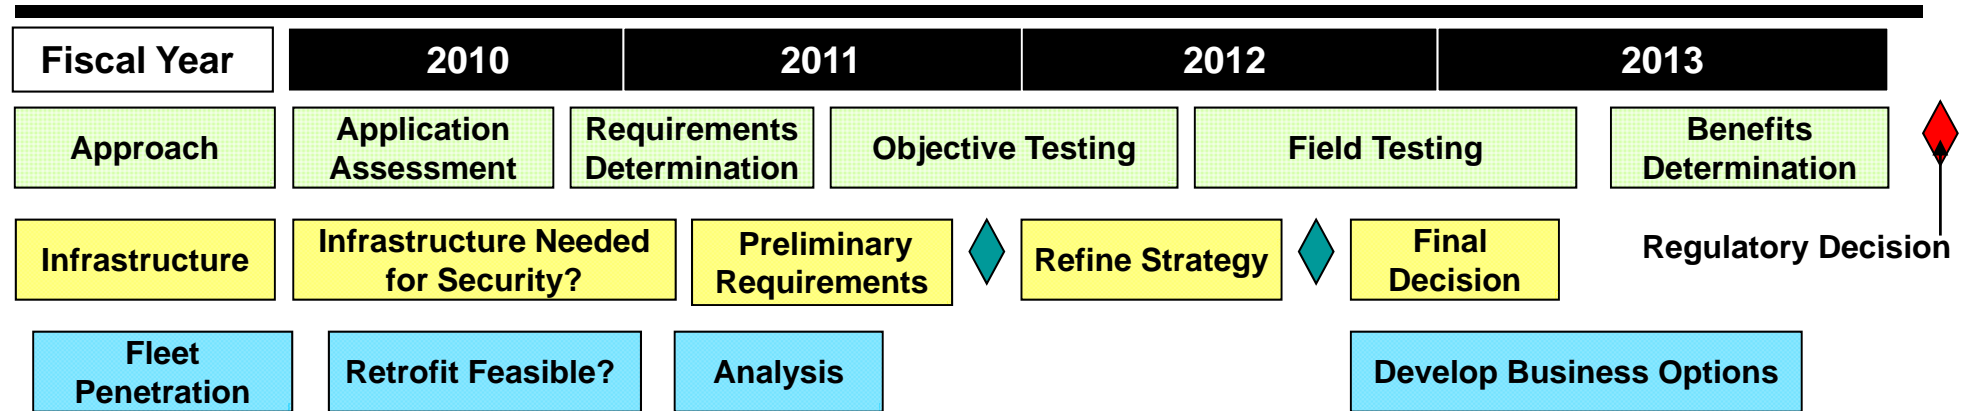 Fiscal Year 2010 2011 2012 2013
Approach
Application
Assessment
Requirements
Determination
Objective Testing
Field Testing
Benefits
Determination
Infrastructure
Infrastructure Needed
for Security?
Preliminary
Requirements
Refine Strategy
Final
Decision
Regulatory Decision
Fleet
Penetration
Retrofit Feasible?
Analysis
Develop Business Options